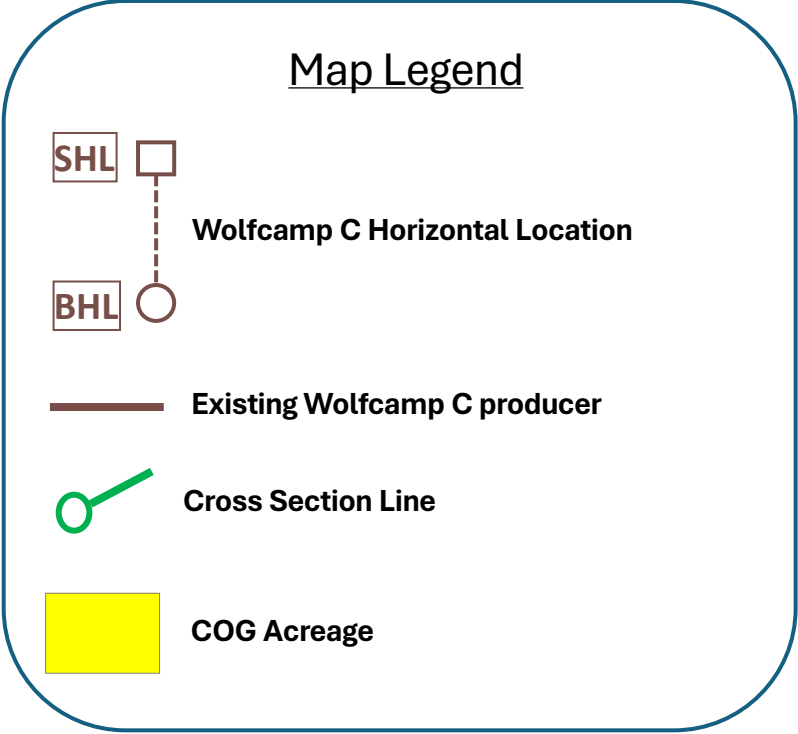 Map Legend
SHL
Wolfcamp C Horizontal Location
BHL
Existing Wolfcamp C producer
Cross Section Line
COG Acreage